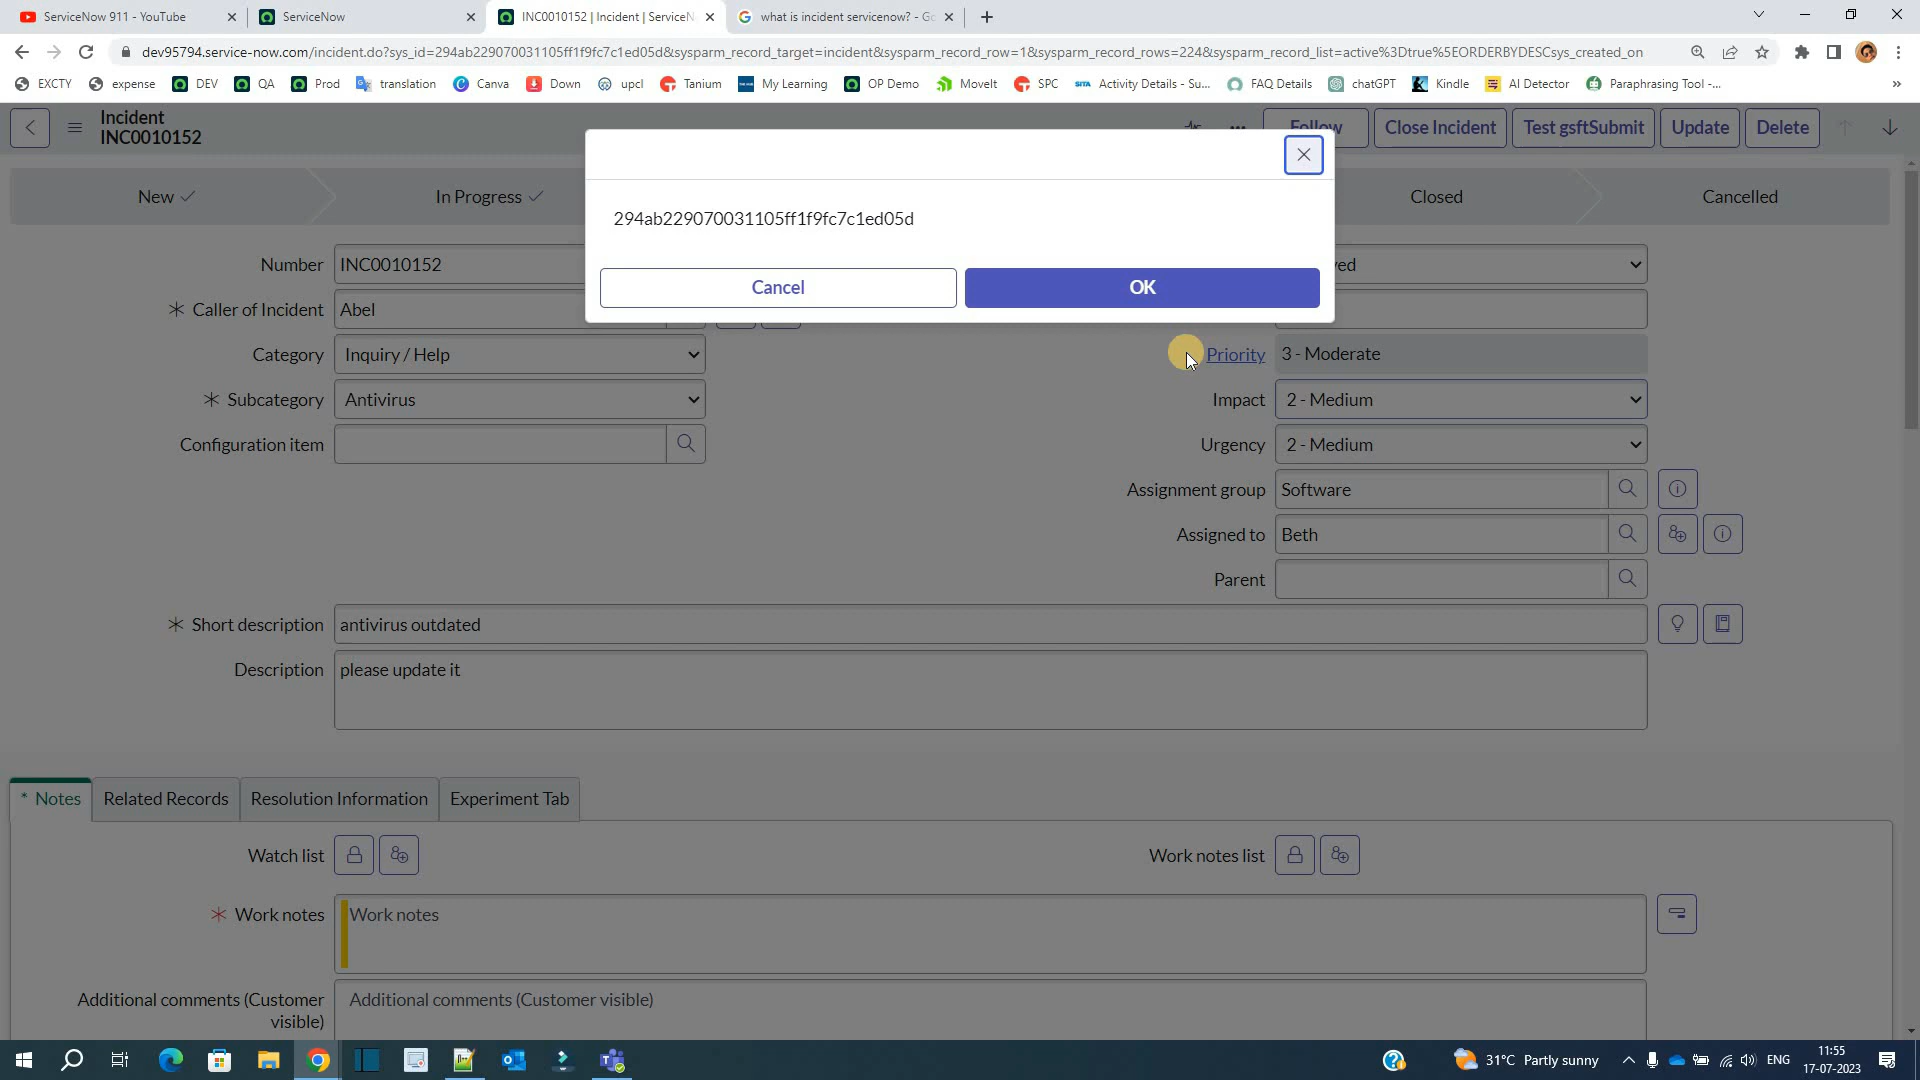 ServiceNow 911 - YouTube
ServiceNow
INC0010152 | Incident | ServiceN
what is incident servicenow? - Go
dev95794.service-now.com/incident.do?sys_id=294ab229070031105ff1f9fc7c1ed05d&sysparm_record_target=incident&sysparm_record_row=1&sysparm_record_rows=224&sysparm_record_list=active%3Dtrue%5EORDERBYDESCsys_created_on
EXCTY expense DEV QA Prod translation Canva Down upcl Tanium My Learning OP Demo MoveIt SPC SITA Activity Details - Su... FAQ Details chatGPT Kindle AI Detector Paraphrasing Tool -... »
Incident
INC0010152
Follow Close Incident Test gsftSubmit Update Delete
294ab229070031105ff1f9fc7c1ed05d
Cancel OK
New In Progress Closed Cancelled
Number INC0010152
ved
Caller of Incident Abel
Category Inquiry / Help
Priority 3 - Moderate
Subcategory Antivirus
Impact 2 - Medium
Configuration item
Urgency 2 - Medium
Assignment group Software
Assigned to Beth
Parent
Short description antivirus outdated
Description please update it
* Notes Related Records Resolution Information Experiment Tab
Watch list
Work notes list
Work notes Work notes
Additional comments (Customer
visible)
Additional comments (Customer visible)
31°C Partly sunny
ENG
11:55
17-07-2023